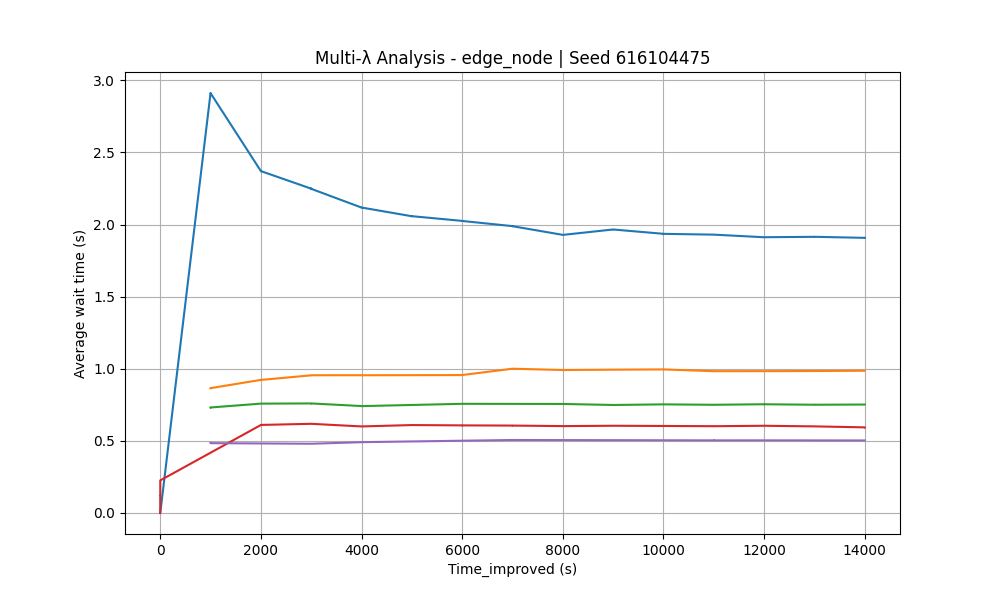 Multi-λ Analysis - edge_node | Seed 616104475
3.0
2.5
2.0
1.5
1.0
0.5
0.0
Average wait time (s)
0 2000 4000 6000 8000 10000 12000 14000
Time_improved (s)